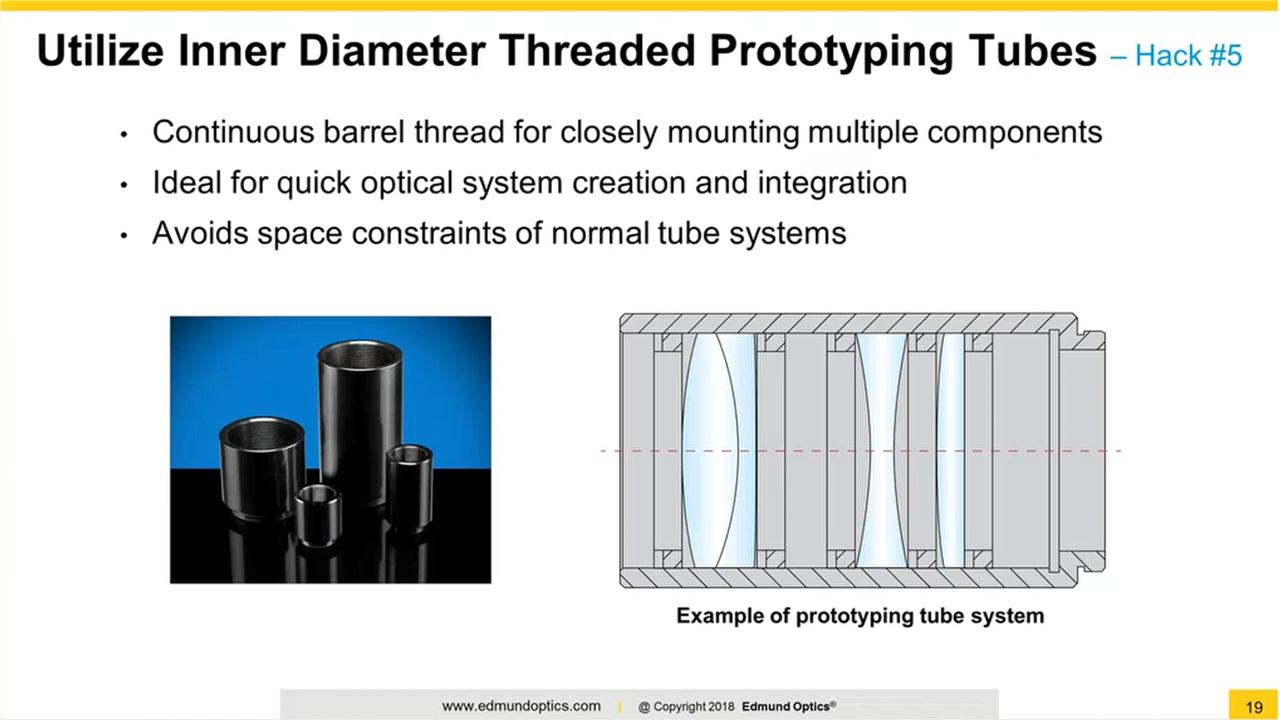 Utilize Inner Diameter Threaded Prototyping Tubes – Hack #5
• Continuous barrel thread for closely mounting multiple components
• Ideal for quick optical system creation and integration
• Avoids space constraints of normal tube systems
Example of prototyping tube system
www.edmundoptics.com | @ Copyright 2018 Edmund Optics®
19